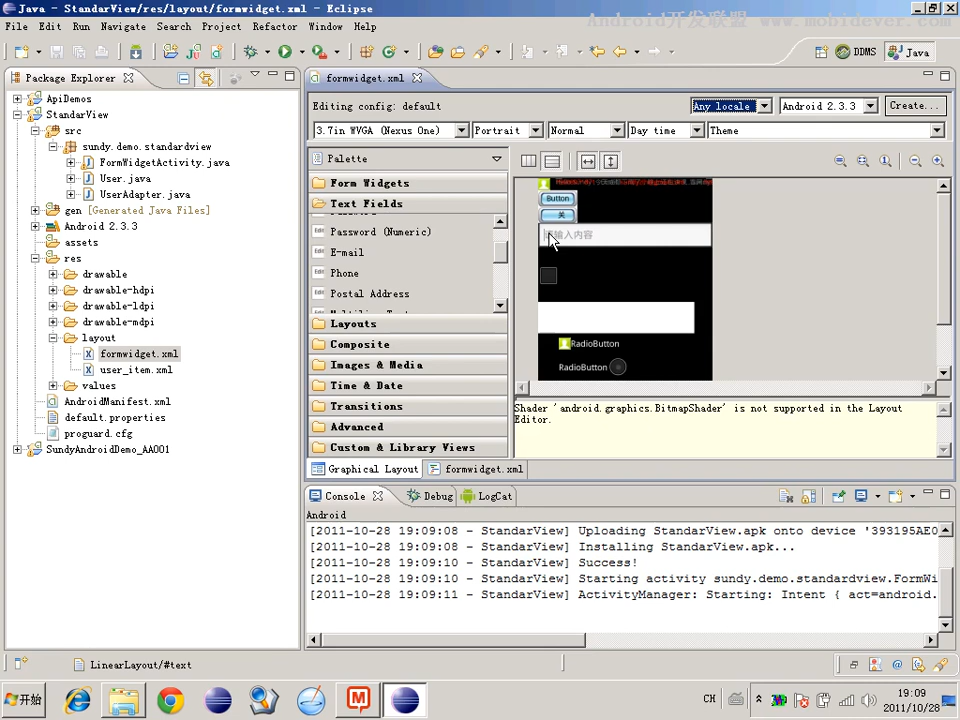 Java - StandarView/res/layout/formwidget.xml - Eclipse
Android开发联盟 www.mobidever.com
File Edit Run Navigate Search Project Refactor Window Help
DDMS Java
Package Explorer
ApiDemos
StandarView
src
sundy.demo.standardview
FormWidgetActivity.java
User.java
UserAdapter.java
gen [Generated Java Files]
Android 2.3.3
assets
res
drawable
drawable-hdpi
drawable-ldpi
drawable-mdpi
layout
formwidget.xml
user_item.xml
values
AndroidManifest.xml
default.properties
proguard.cfg
SundyAndroidDemo_AA001
formwidget.xml
Editing config: default
Any locale Android 2.3.3 Create...
3.7in WVGA (Nexus One) Portrait Normal Day time Theme
Palette
Form Widgets
Text Fields
Password (Numeric)
E-mail
Phone
Postal Address
Layouts
Composite
Images & Media
Time & Date
Transitions
Advanced
Custom & Library Views
Button
关
输入内容
RadioButton
RadioButton
Shader 'android.graphics.BitmapShader' is not supported in the Layout
Editor.
Graphical Layout formwidget.xml
Console Debug LogCat
Android
[2011-10-28 19:09:08 - StandarView] Uploading StandarView.apk onto device '393195AE0
[2011-10-28 19:09:08 - StandarView] Installing StandarView.apk...
[2011-10-28 19:09:10 - StandarView] Success!
[2011-10-28 19:09:10 - StandarView] Starting activity sundy.demo.standardview.FormWi
[2011-10-28 19:09:11 - StandarView] ActivityManager: Starting: Intent { act=android.
LinearLayout/#text
开始
CH
19:09
2011/10/28